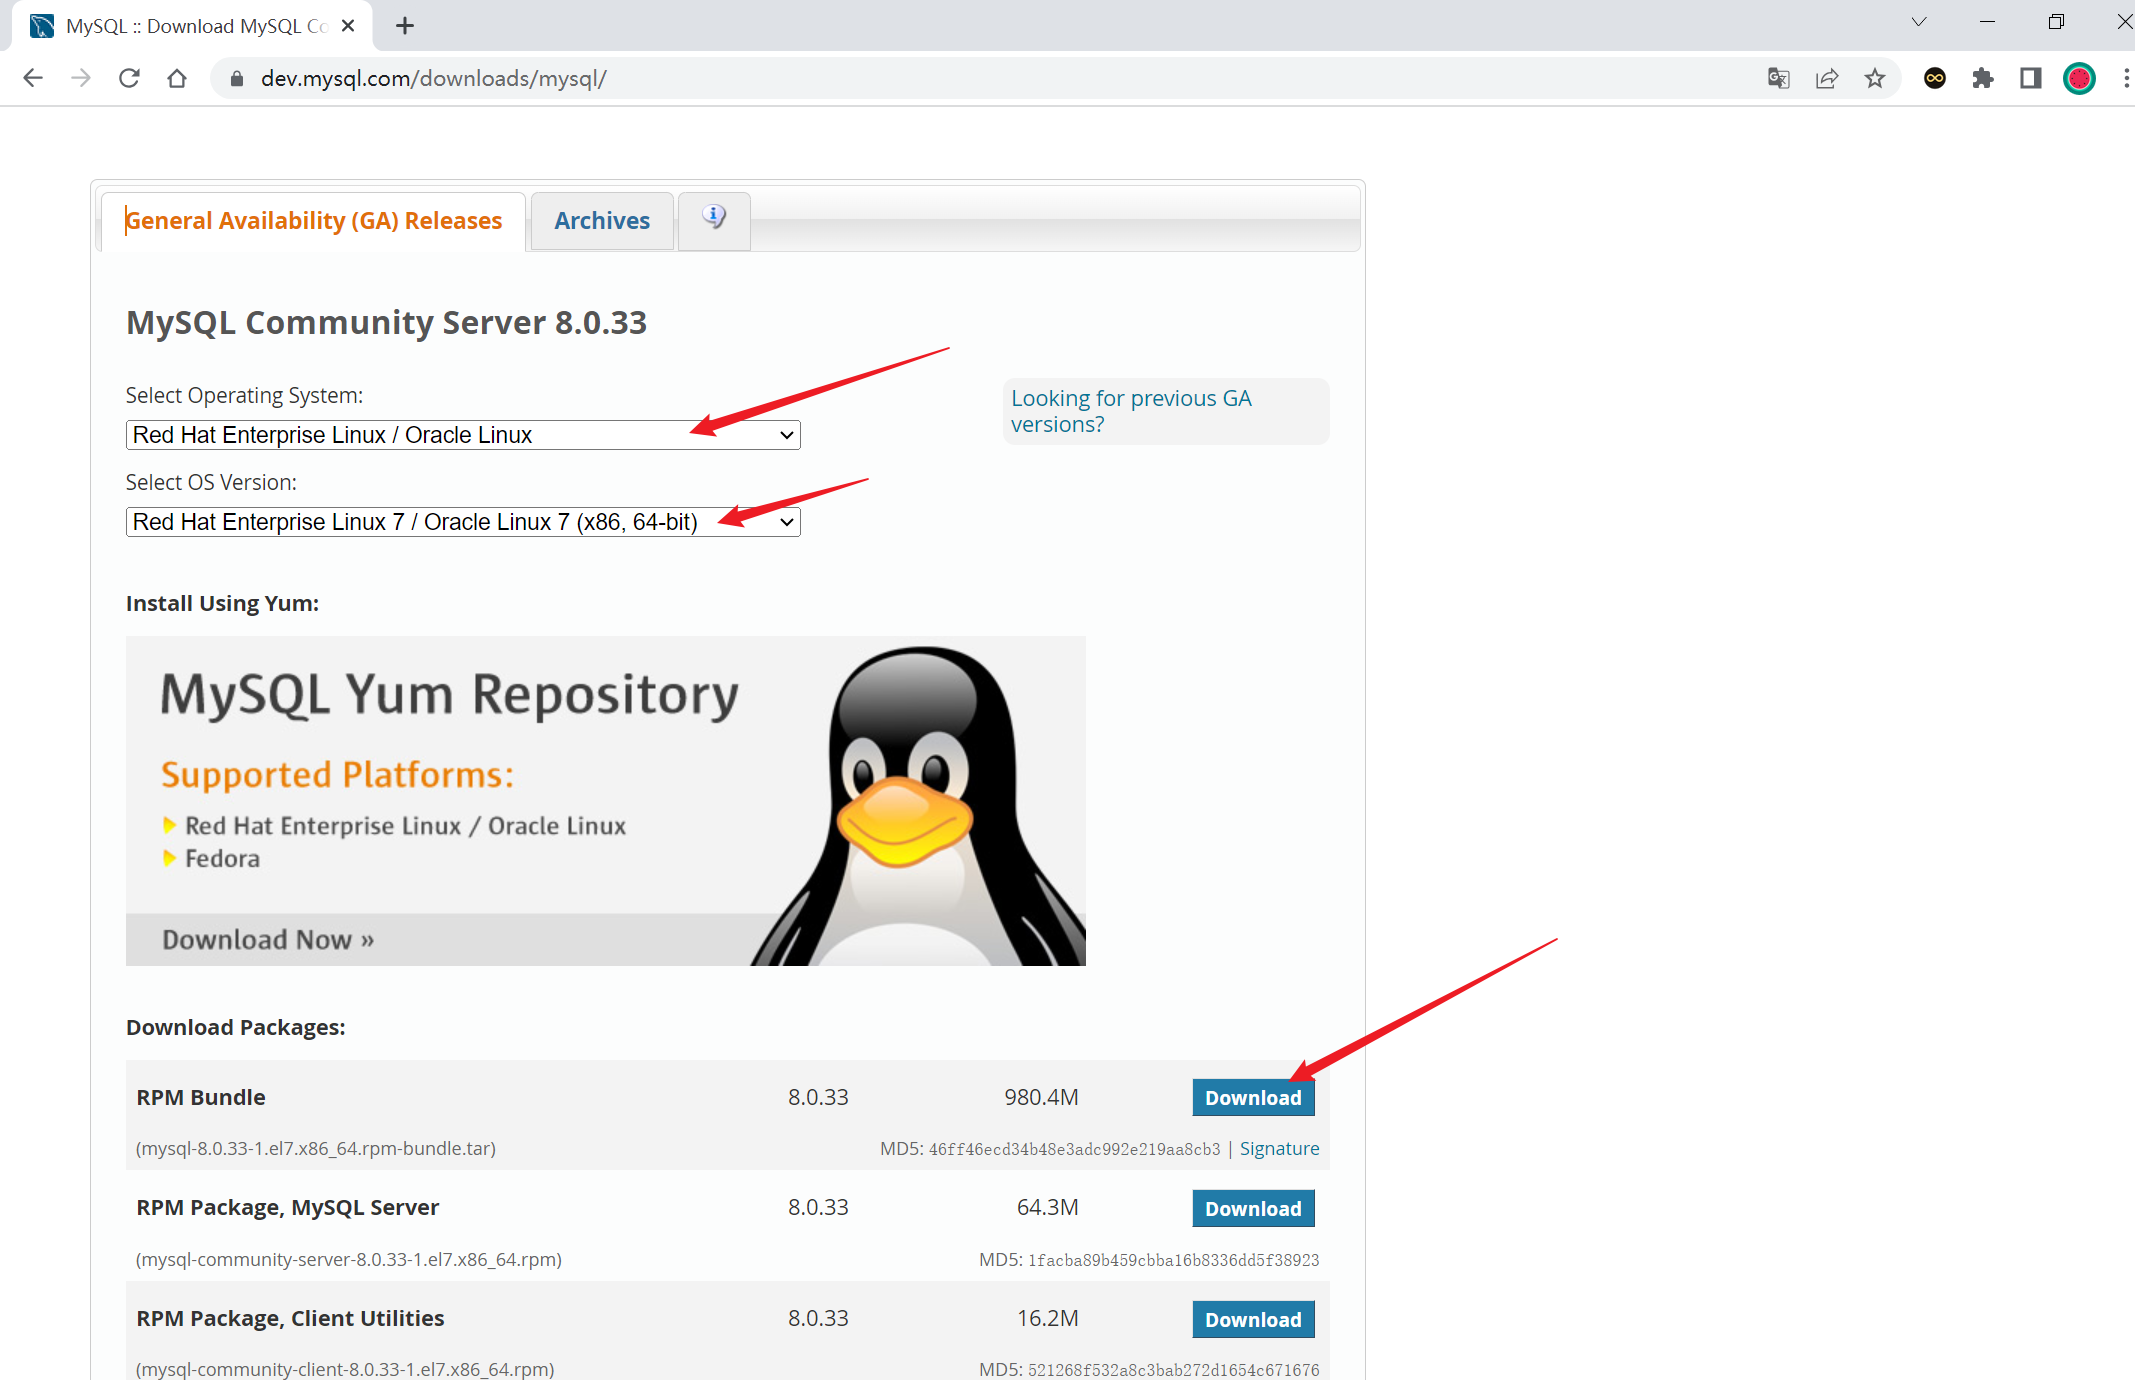 MySQL :: Download MySQL Co
dev.mysql.com/downloads/mysql/
General Availability (GA) Releases
Archives
MySQL Community Server 8.0.33
Select Operating System:
Looking for previous GA
versions?
Red Hat Enterprise Linux / Oracle Linux
Select OS Version:
Red Hat Enterprise Linux 7 / Oracle Linux 7 (x86, 64-bit)
Install Using Yum:
MySQL Yum Repository
Supported Platforms:
Red Hat Enterprise Linux / Oracle Linux
Fedora
Download Now »
Download Packages:
RPM Bundle 8.0.33 980.4M Download
(mysql-8.0.33-1.el7.x86_64.rpm-bundle.tar) MD5: 46ff46ecd34b48e3adc992e219aa8cb3 | Signature
RPM Package, MySQL Server 8.0.33 64.3M Download
(mysql-community-server-8.0.33-1.el7.x86_64.rpm) MD5: 1facba89b459cbba16b8336dd5f38923
RPM Package, Client Utilities 8.0.33 16.2M Download
(mysql-community-client-8.0.33-1.el7.x86_64.rpm) MD5: 521268f532a8c3bab272d1654c671676